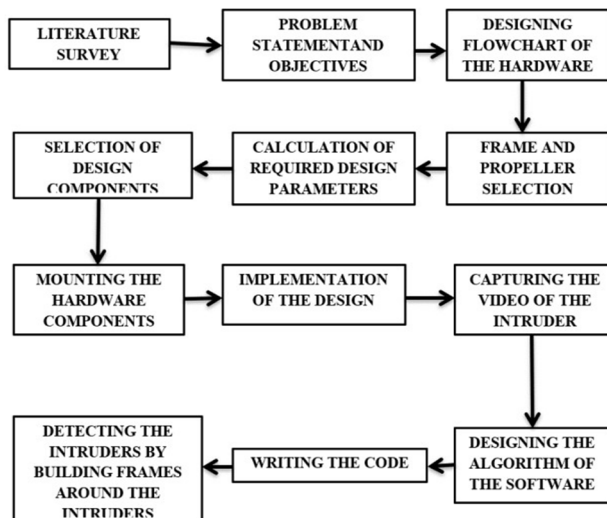 LITERATURE
SURVEY
PROBLEM
STATEMENTAND
OBJECTIVES
DESIGNING
FLOWCHART OF
THE HARDWARE
FRAME AND
PROPELLER
SELECTION
CALCULATION OF
REQUIRED DESIGN
PARAMETERS
SELECTION OF
DESIGN
COMPONENTS
MOUNTING THE
HARDWARE
COMPONENTS
IMPLEMENTATION
OF THE DESIGN
CAPTURING THE
VIDEO OF THE
INTRUDER
DESIGNING THE
ALGORITHM OF
THE SOFTWARE
WRITING THE CODE
DETECTING THE
INTRUDERS BY
BUILDING FRAMES
AROUND THE
INTRUDERS